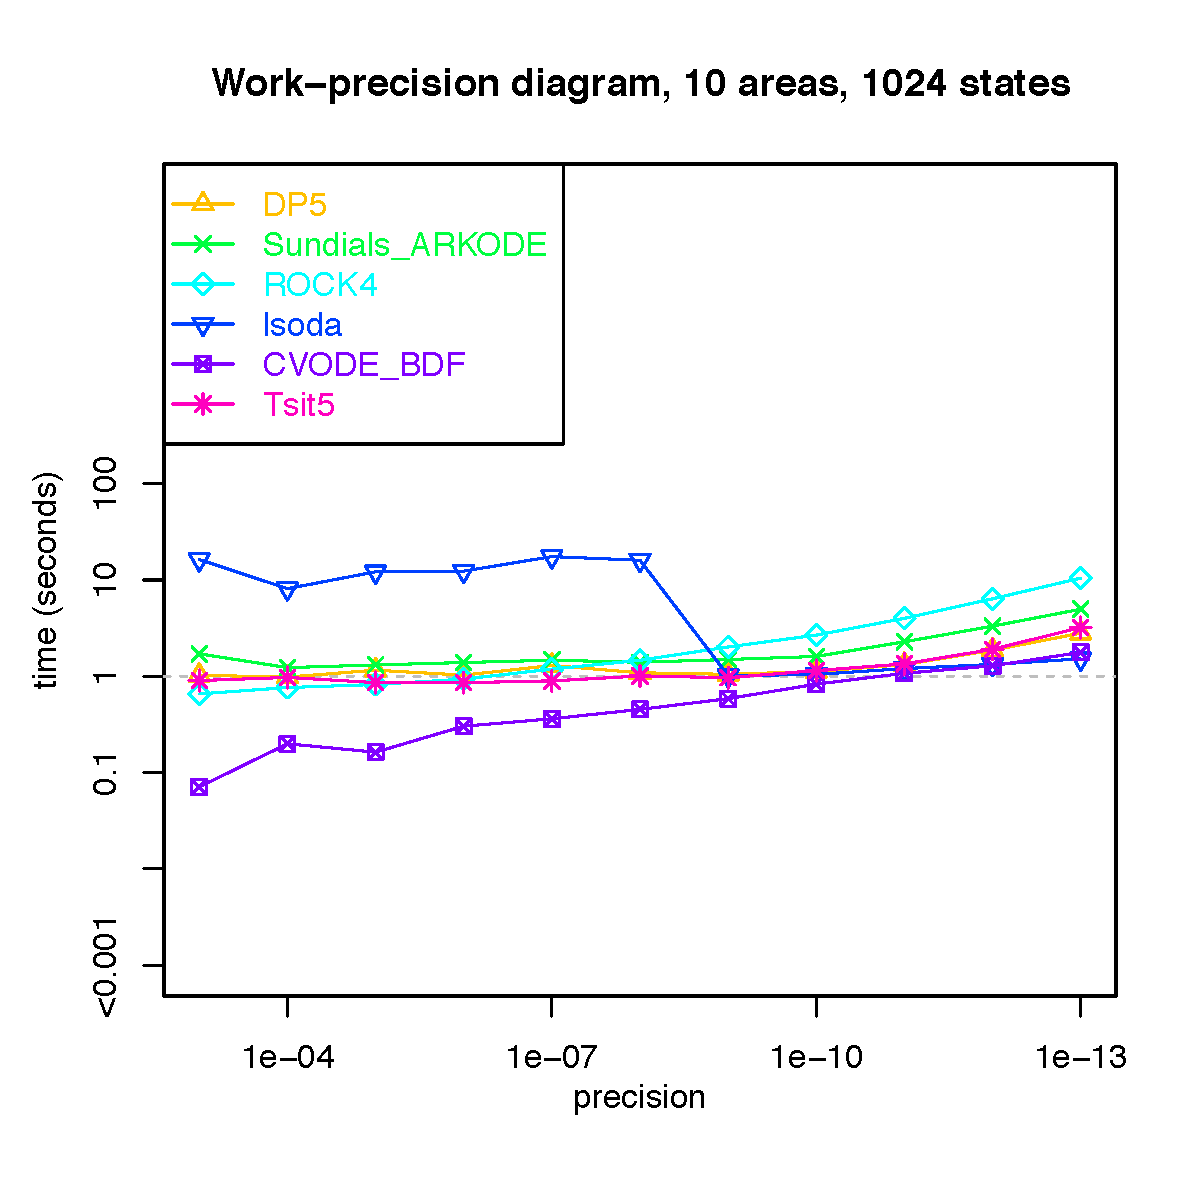 Work-precision diagram, 10 areas, 1024 states
DP5
Sundials_ARKODE
ROCK4
lsoda
CVODE_BDF
Tsit5
time (seconds)
100
10
1
0.1
<0.001
1e-04
1e-07
1e-10
1e-13
precision